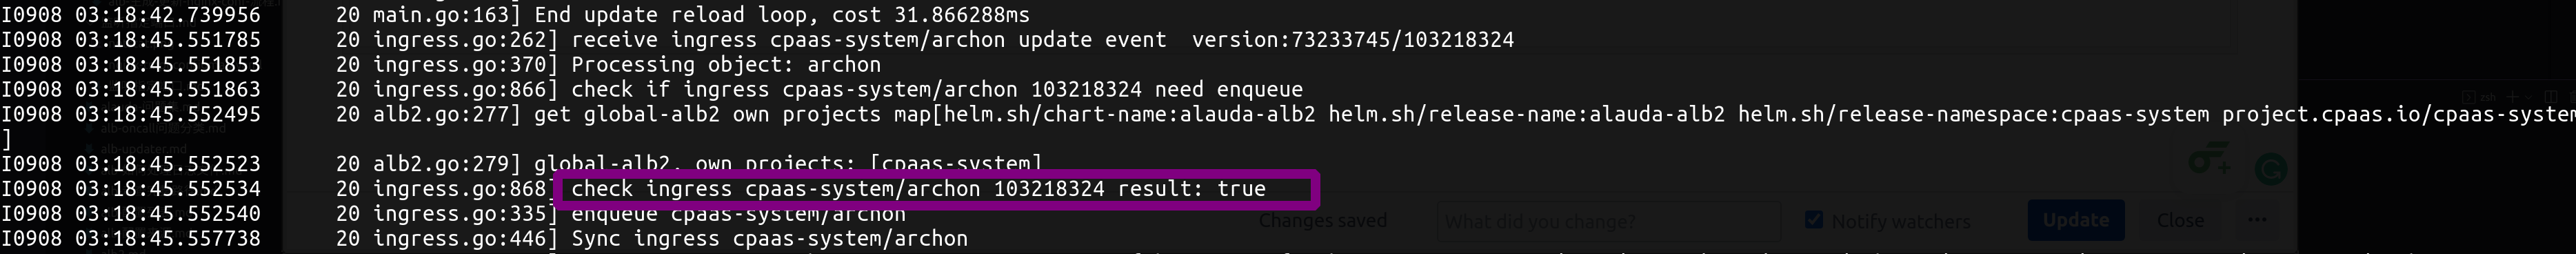 I0908 03:18:42.739956      20 main.go:163] End update reload loop, cost 31.866288ms
I0908 03:18:45.551785      20 ingress.go:262] receive ingress cpaas-system/archon update event  version:73233745/103218324
I0908 03:18:45.551853      20 ingress.go:370] Processing object: archon
I0908 03:18:45.551863      20 ingress.go:866] check if ingress cpaas-system/archon 103218324 need enqueue
I0908 03:18:45.552495      20 alb2.go:277] get global-alb2 own projects map[helm.sh/chart-name:alauda-alb2 helm.sh/release-name:alauda-alb2 helm.sh/release-namespace:cpaas-system project.cpaas.io/cpaas-system
]
alb-updater.md
I0908 03:18:45.552523      20 alb2.go:279] global-alb2, own projects: [cpaas-system]
I0908 03:18:45.552534      20 ingress.go:868] check ingress cpaas-system/archon 103218324 result: true
I0908 03:18:45.552540      20 ingress.go:335] enqueue cpaas-system/archon
Changes saved
What did you change?
Notify watchers
Update
Close
I0908 03:18:45.557738      20 ingress.go:446] Sync ingress cpaas-system/archon
zsh